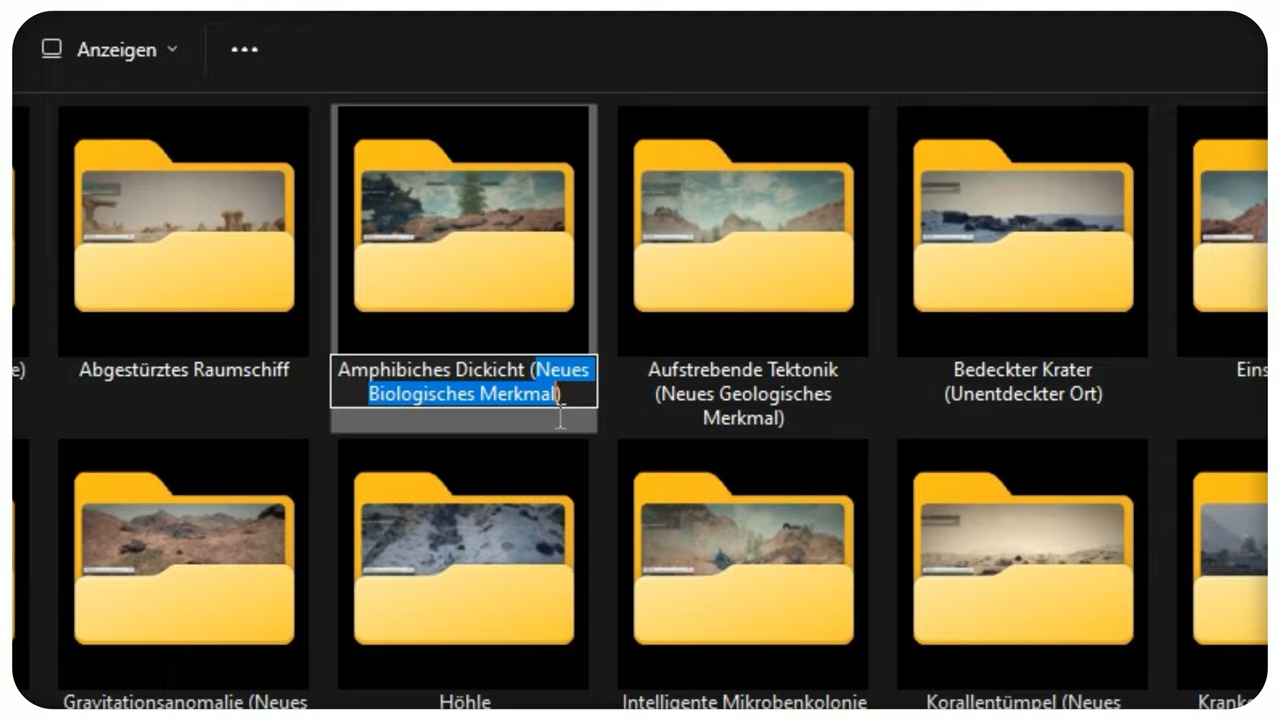 Anzeigen
e)
Abgestürztes Raumschiff
Amphibiches Dickicht (Neues
Biologisches Merkmal)
Aufstrebende Tektonik
(Neues Geologisches
Merkmal)
Bedeckter Krater
(Unentdeckter Ort)
Eins
Gravitationsanomalie (Neues
Höhle
Intelligente Mikrobenkolonie
Korallentümpel (Neues
Kranke